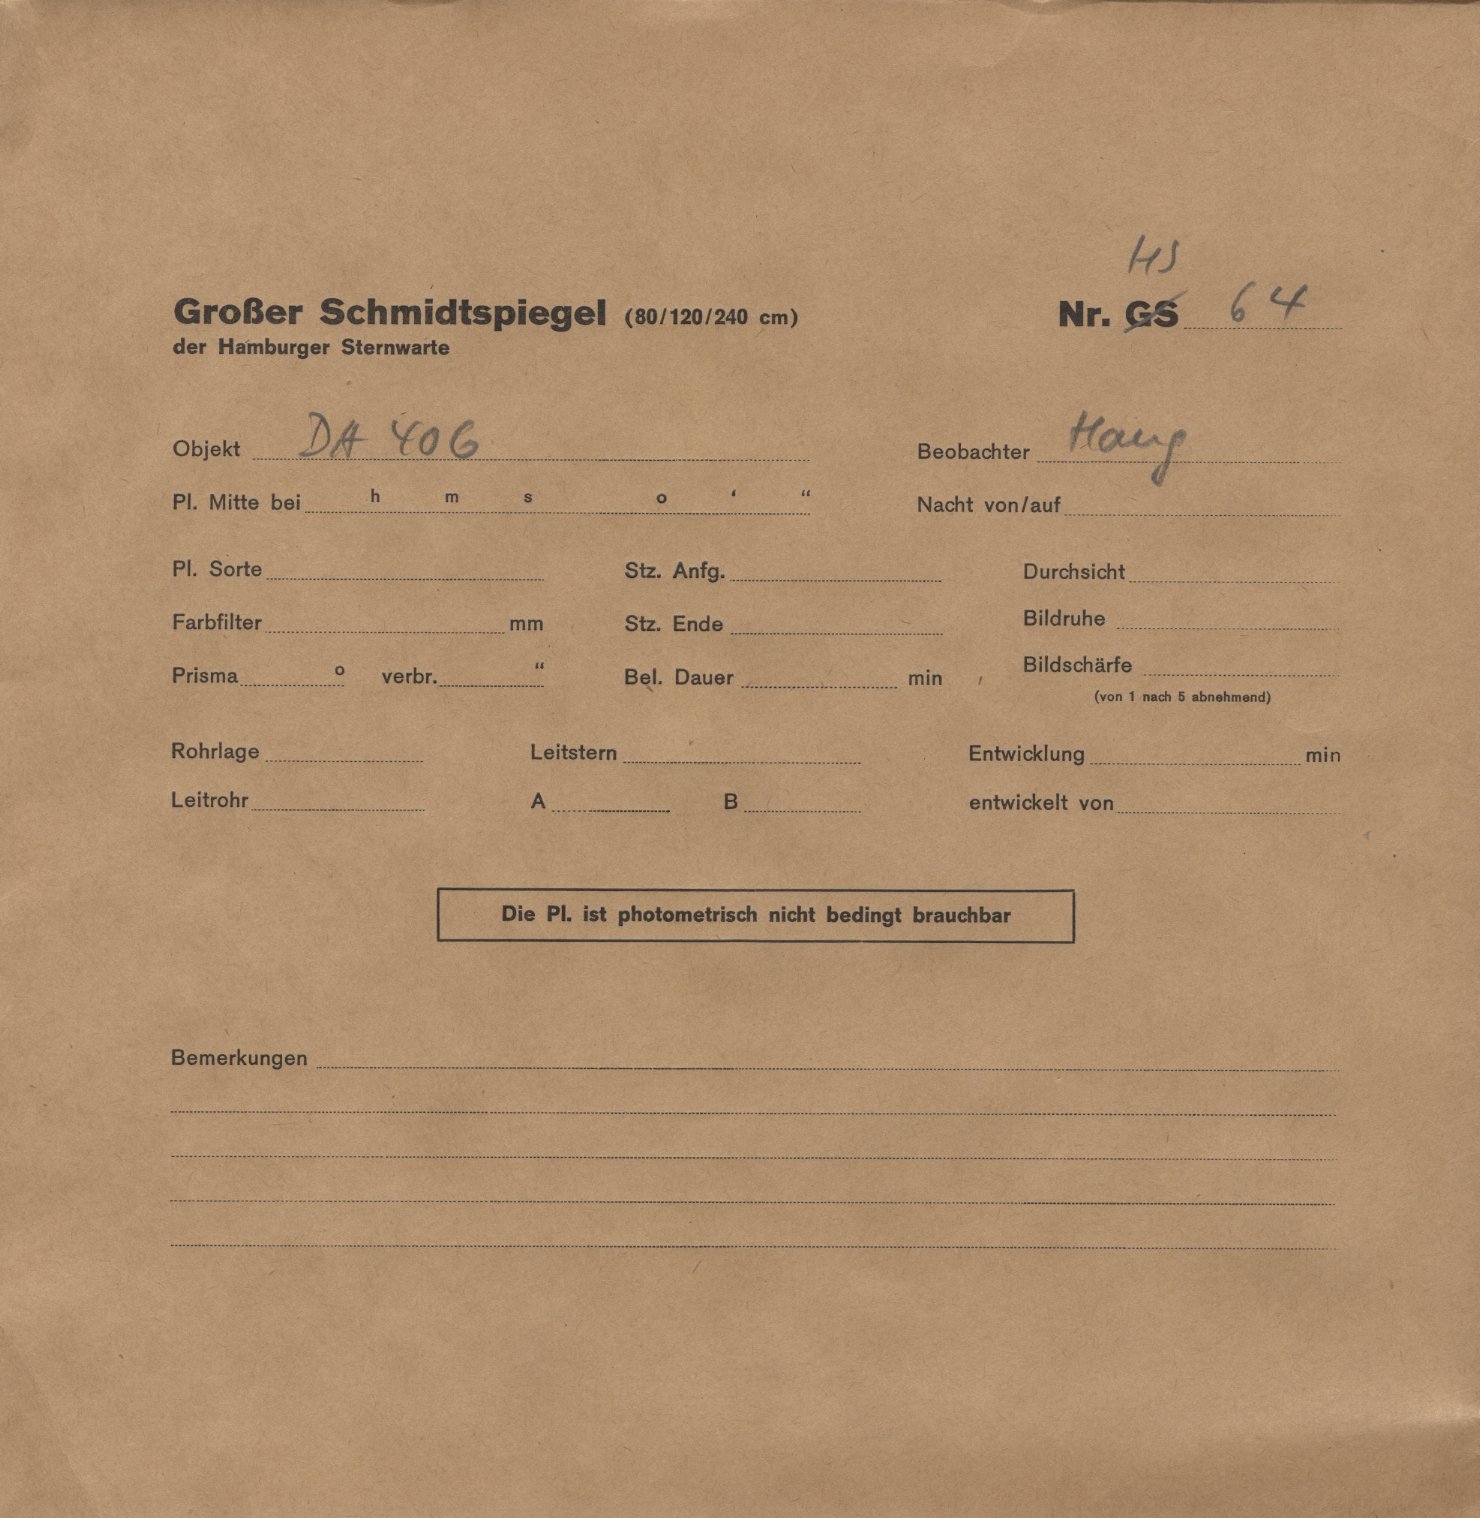 HS
Großer Schmidtspiegel (80/120/240 cm) Nr. GS 64
der Hamburger Sternwarte
Objekt DA 406 Beobachter Haug
Pl. Mitte bei h m s o ‘ “ Nacht von/auf
Pl. Sorte Stz. Anfg. Durchsicht
Farbfilter mm Stz. Ende Bildruhe
Prisma o verbr. “ Bel. Dauer min Bildschärfe
(von 1 nach 5 abnehmend)
Rohrlage Leitstern Entwicklung min
Leitrohr A B entwickelt von
Die Pl. ist photometrisch nicht bedingt brauchbar
Bemerkungen